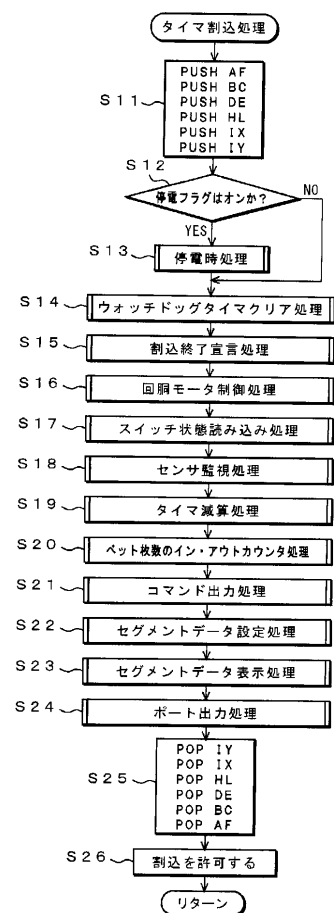 タイマ割込処理
S11
PUSH AF
PUSH BC
PUSH DE
PUSH HL
PUSH IX
PUSH IY
S12
停電フラグはオンか?
NO
YES
S13
停電時処理
S14
ウォッチドッグタイマクリア処理
S15
割込終了宣言処理
S16
回胴モータ制御処理
S17
スイッチ状態読み込み処理
S18
センサ監視処理
S19
タイマ減算処理
S20
ベット枚数のイン・アウトカウンタ処理
S21
コマンド出力処理
S22
セグメントデータ設定処理
S23
セグメントデータ表示処理
S24
ポート出力処理
S25
POP IY
POP IX
POP HL
POP DE
POP BC
POP AF
S26
割込を許可する
リターン